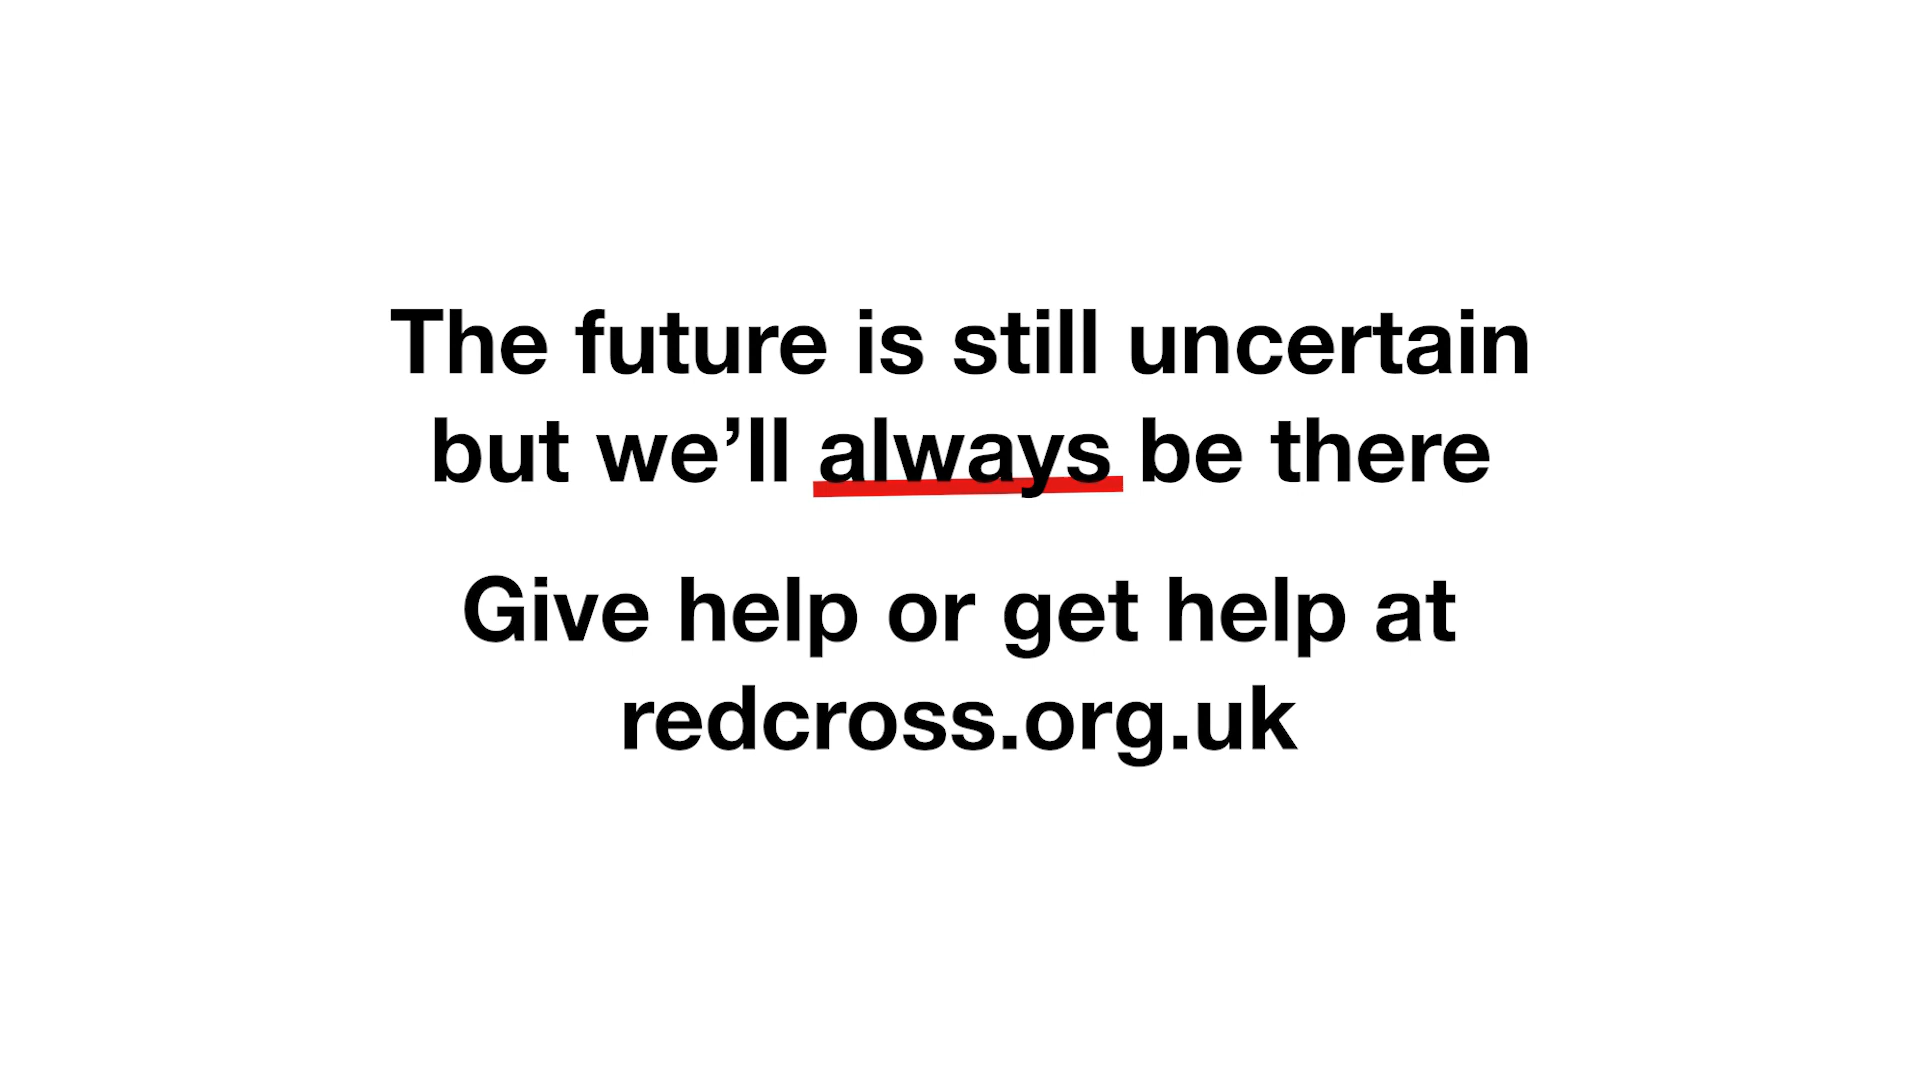 The future is still uncertain
but we’ll always be there
Give help or get help at
redcross.org.uk